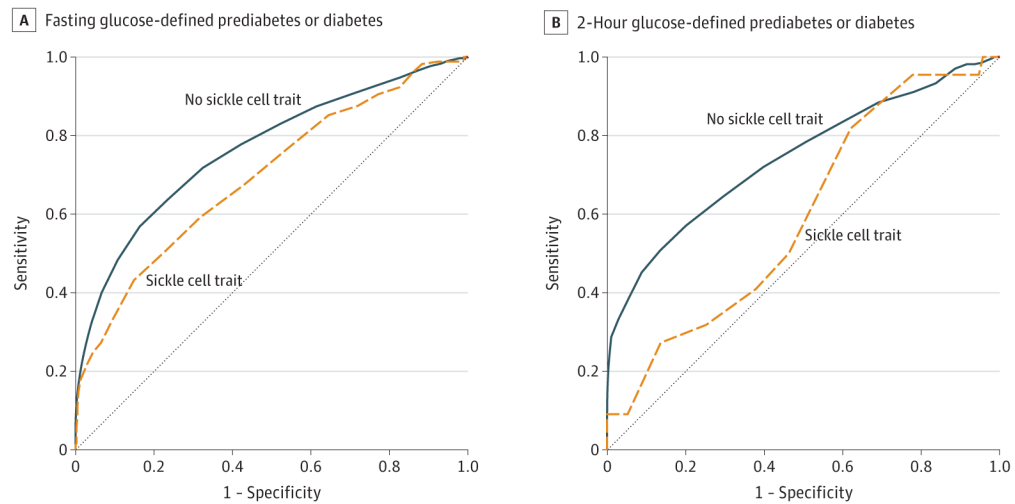 A Fasting glucose-defined prediabetes or diabetes
1.0
0.8
0.6
0.4
0.2
0
Sensitivity
No sickle cell trait
Sickle cell trait
0 0.2 0.4 0.6 0.8 1.0
1 - Specificity
B 2-Hour glucose-defined prediabetes or diabetes
1.0
0.8
0.6
0.4
0.2
0
Sensitivity
No sickle cell trait
Sickle cell trait
0 0.2 0.4 0.6 0.8 1.0
1 - Specificity